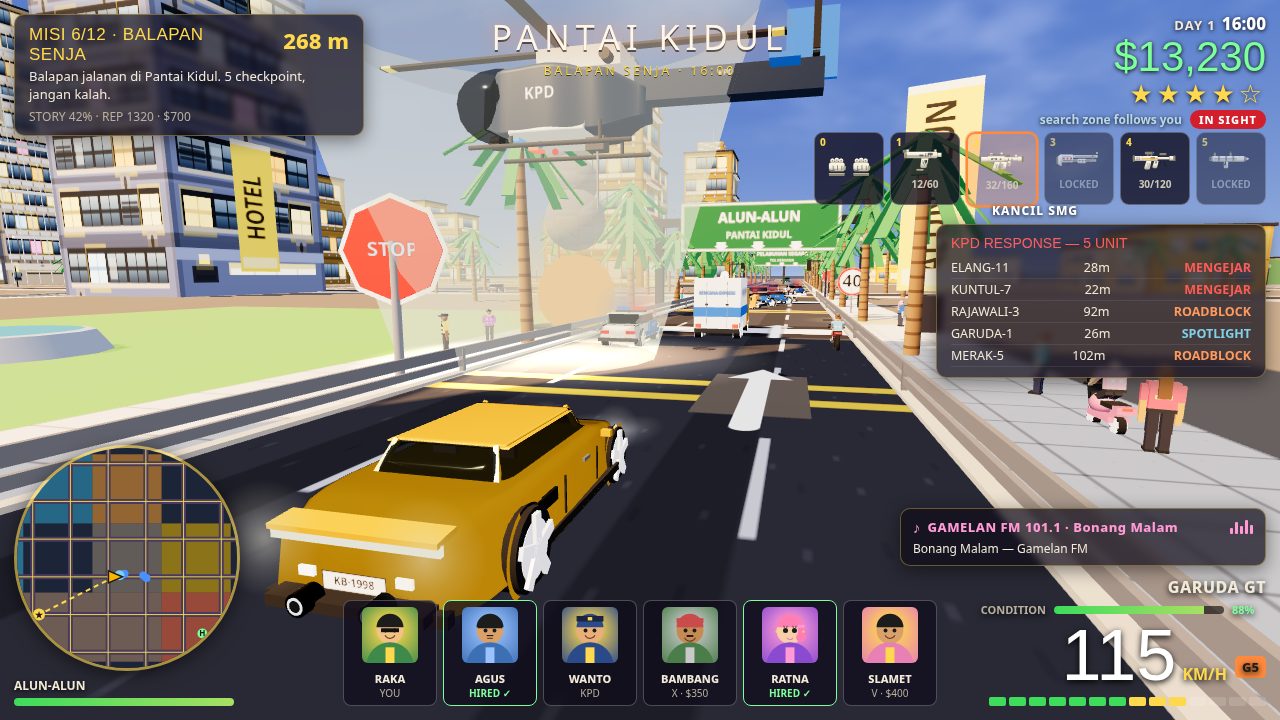 MISI 6/12 · BALAPAN SENJA
268 m
Balapan jalanan di Pantai Kidul. 5 checkpoint,
jangan kalah.
STORY 42% · REP 1320 · $700
PANTAI KIDUL
BALAPAN SENJA · 16:00
DAY 1 16:00
$13,230
★★★★☆
search zone follows you IN SIGHT
KPD
HOTEL
STOP
ALUN-ALUN
PANTAI KIDUL
40
0
1 12/60
32/160
3 LOCKED
4 30/120
5 LOCKED
KANCIL SMG
KPD RESPONSE — 5 UNIT
ELANG-11 28m MENGEJAR
KUNTUL-7 22m MENGEJAR
RAJAWALI-3 92m ROADBLOCK
GARUDA-1 26m SPOTLIGHT
MERAK-5 102m ROADBLOCK
♪ GAMELAN FM 101.1 · Bonang Malam
Bonang Malam — Gamelan FM
KB-1998
H
ALUN-ALUN
RAKA
YOU
AGUS
HIRED ✓
WANTO
KPD
BAMBANG
X · $350
RATNA
HIRED ✓
SLAMET
V · $400
GARUDA GT
CONDITION 88%
115 KM/H G5